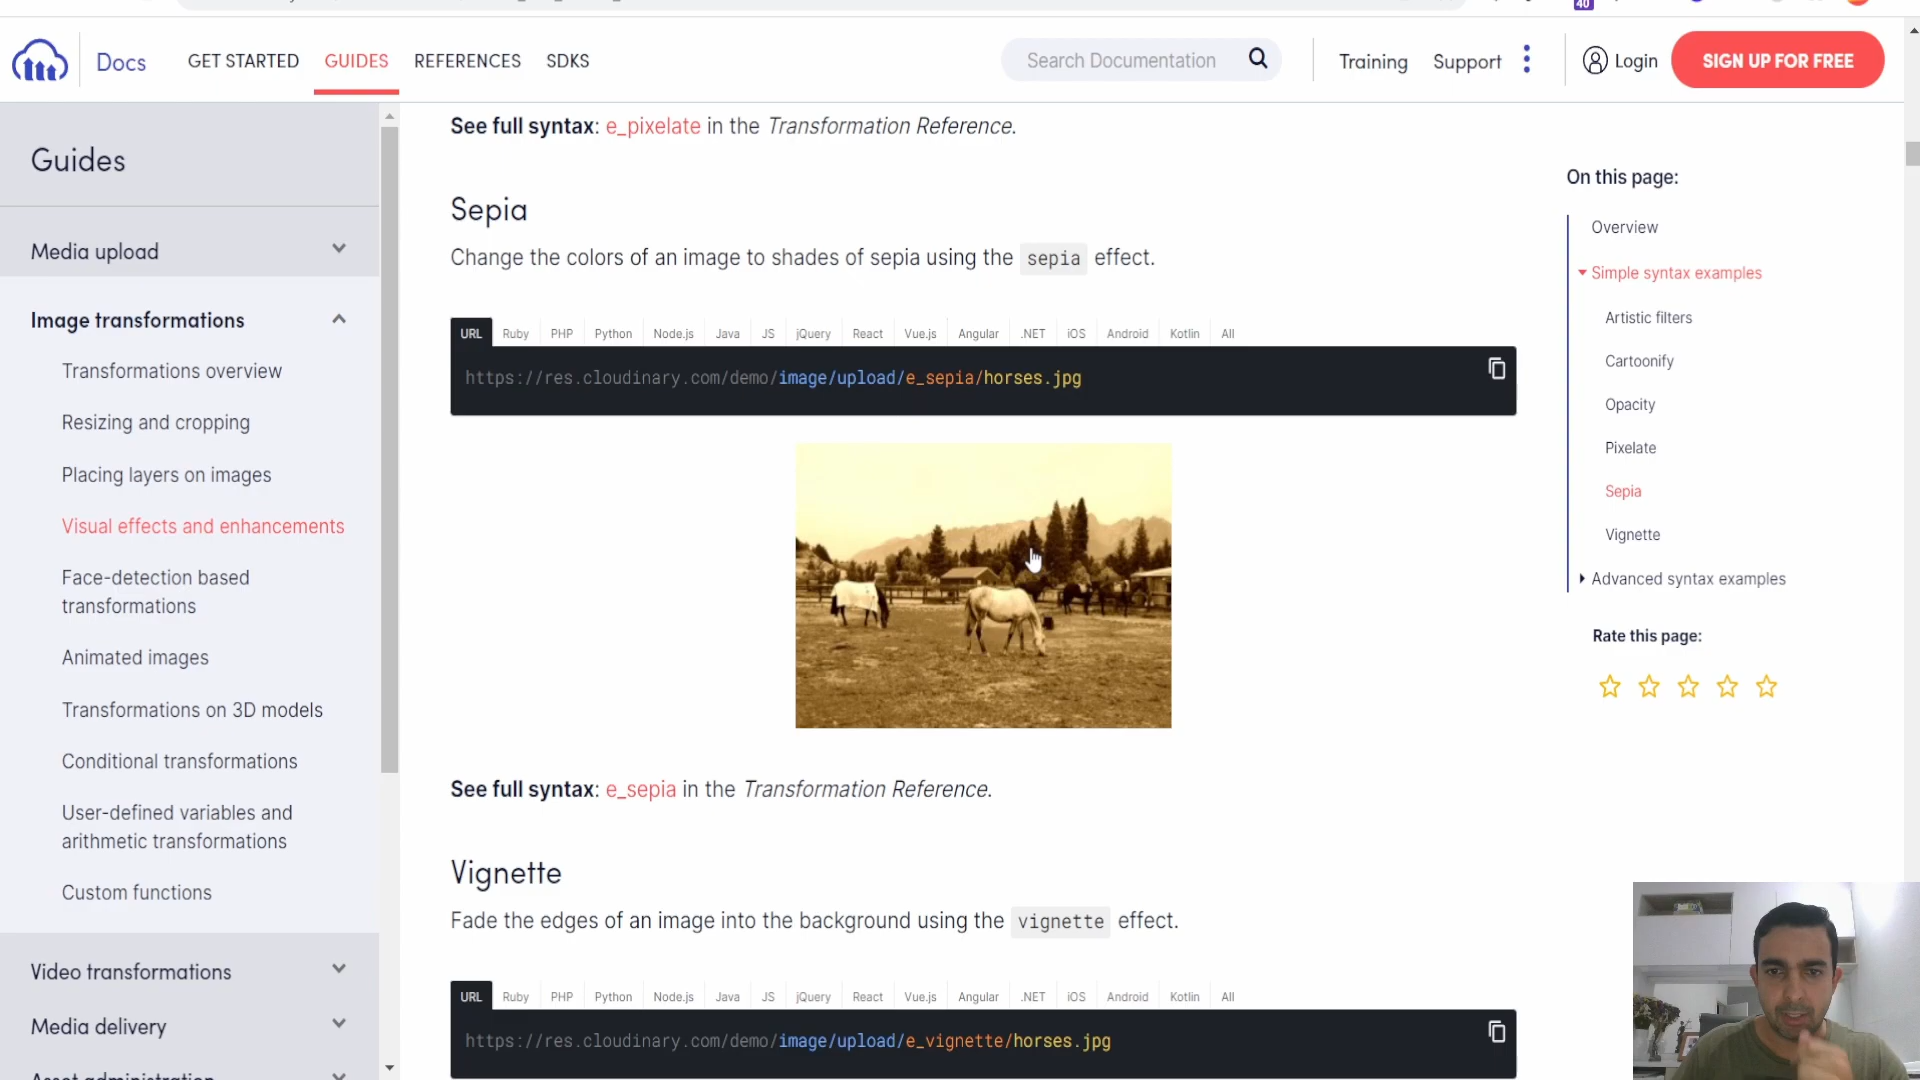 40
Docs
GET STARTED
GUIDES
REFERENCES
SDKS
Search Documentation
Training
Support
Login
SIGN UP FOR FREE
Guides
Media upload
Image transformations
Transformations overview
Resizing and cropping
Placing layers on images
Visual effects and enhancements
Face-detection based
transformations
Animated images
Transformations on 3D models
Conditional transformations
User-defined variables and
arithmetic transformations
Custom functions
Video transformations
Media delivery
Asset administration
See full syntax: e_pixelate in the Transformation Reference.
Sepia
Change the colors of an image to shades of sepia using the sepia effect.
URL Ruby PHP Python Node.js Java JS jQuery React Vue.js Angular .NET iOS Android Kotlin All
https://res.cloudinary.com/demo/image/upload/e_sepia/horses.jpg
See full syntax: e_sepia in the Transformation Reference.
Vignette
Fade the edges of an image into the background using the vignette effect.
URL Ruby PHP Python Node.js Java JS jQuery React Vue.js Angular .NET iOS Android Kotlin All
https://res.cloudinary.com/demo/image/upload/e_vignette/horses.jpg
On this page:
Overview
Simple syntax examples
Artistic filters
Cartoonify
Opacity
Pixelate
Sepia
Vignette
Advanced syntax examples
Rate this page: